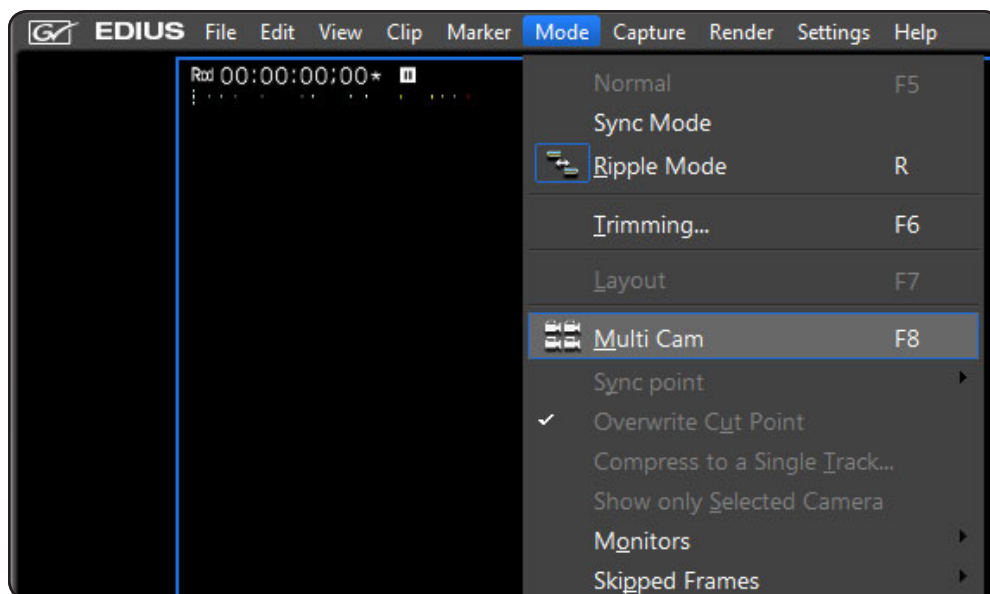 EDIUS File Edit View Clip Marker Mode Capture Render Settings Help
00:00:00;00*
Normal F5
Sync Mode
Ripple Mode R
Trimming... F6
Layout F7
Multi Cam F8
Sync point
Overwrite Cut Point
Compress to a Single Track...
Show only Selected Camera
Monitors
Skipped Frames